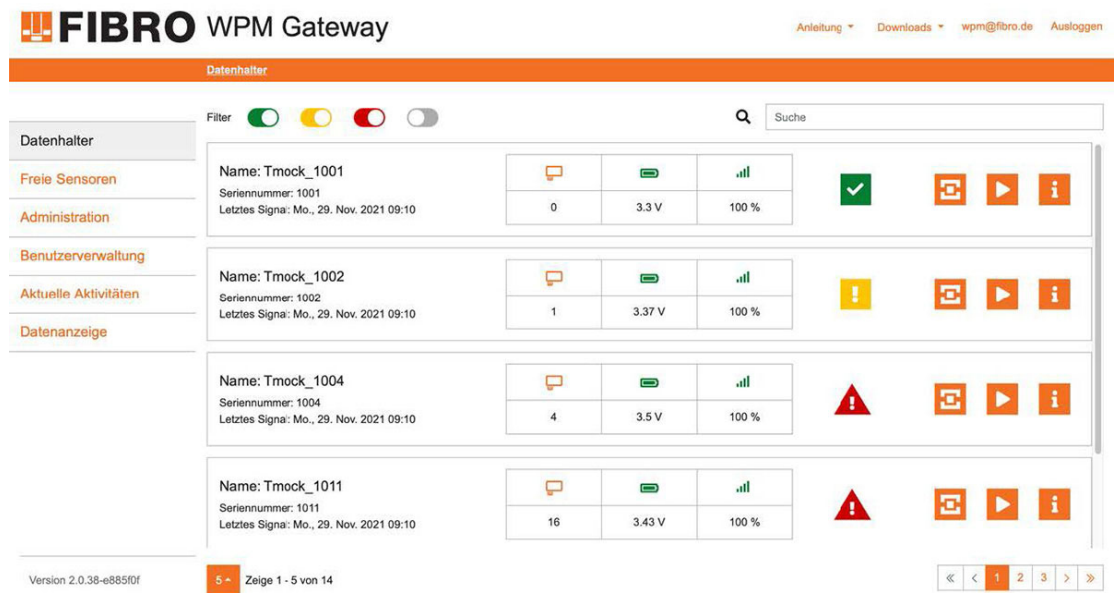 FIBRO WPM Gateway
Anleitung Downloads wpm@fibro.de Ausloggen
Datenhalter
Filter Suche
Datenhalter
Freie Sensoren
Administration
Benutzerverwaltung
Aktuelle Aktivitäten
Datenanzeige
Name: Tmock_1001
Seriennummer: 1001
Letztes Signal: Mo., 29. Nov. 2021 09:10
0 3.3 V 100 %
Name: Tmock_1002
Seriennummer: 1002
Letztes Signal: Mo., 29. Nov. 2021 09:10
1 3.37 V 100 %
Name: Tmock_1004
Seriennummer: 1004
Letztes Signal: Mo., 29. Nov. 2021 09:10
4 3.5 V 100 %
Name: Tmock_1011
Seriennummer: 1011
Letztes Signal: Mo., 29. Nov. 2021 09:10
16 3.43 V 100 %
Version 2.0.38-e885f0f
5 Zeige 1 - 5 von 14
« < 1 2 3 > »